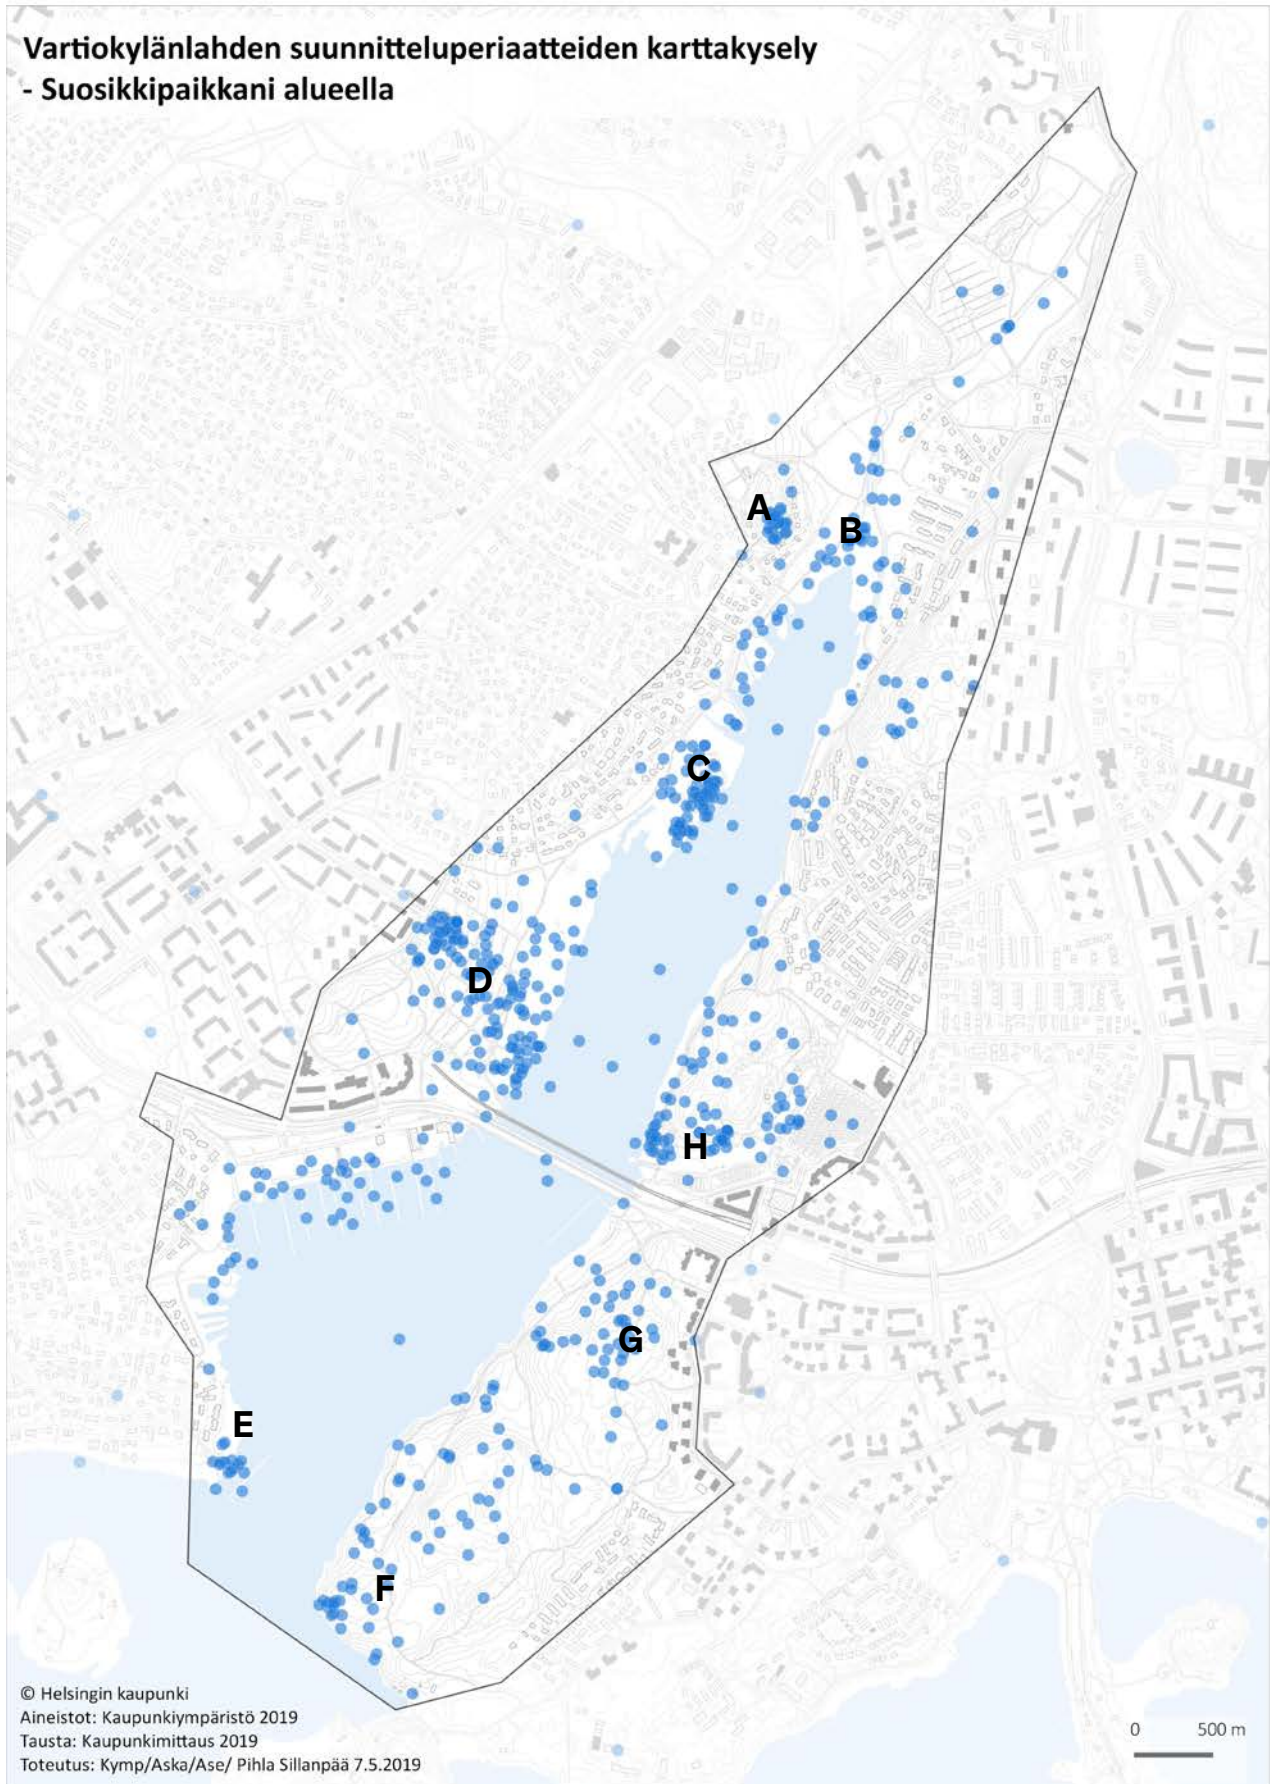 Vartiokylänlahden suunnitteluperiaatteiden karttakysely
- Suosikkipaikkani alueella
A
B
C
D
H
G
E
F
© Helsingin kaupunki
Aineistot: Kaupunkiympäristö 2019
Tausta: Kaupunkimittaus 2019
Toteutus: Kymp/Aska/Ase/ Pihla Sillanpää 7.5.2019
0 500 m